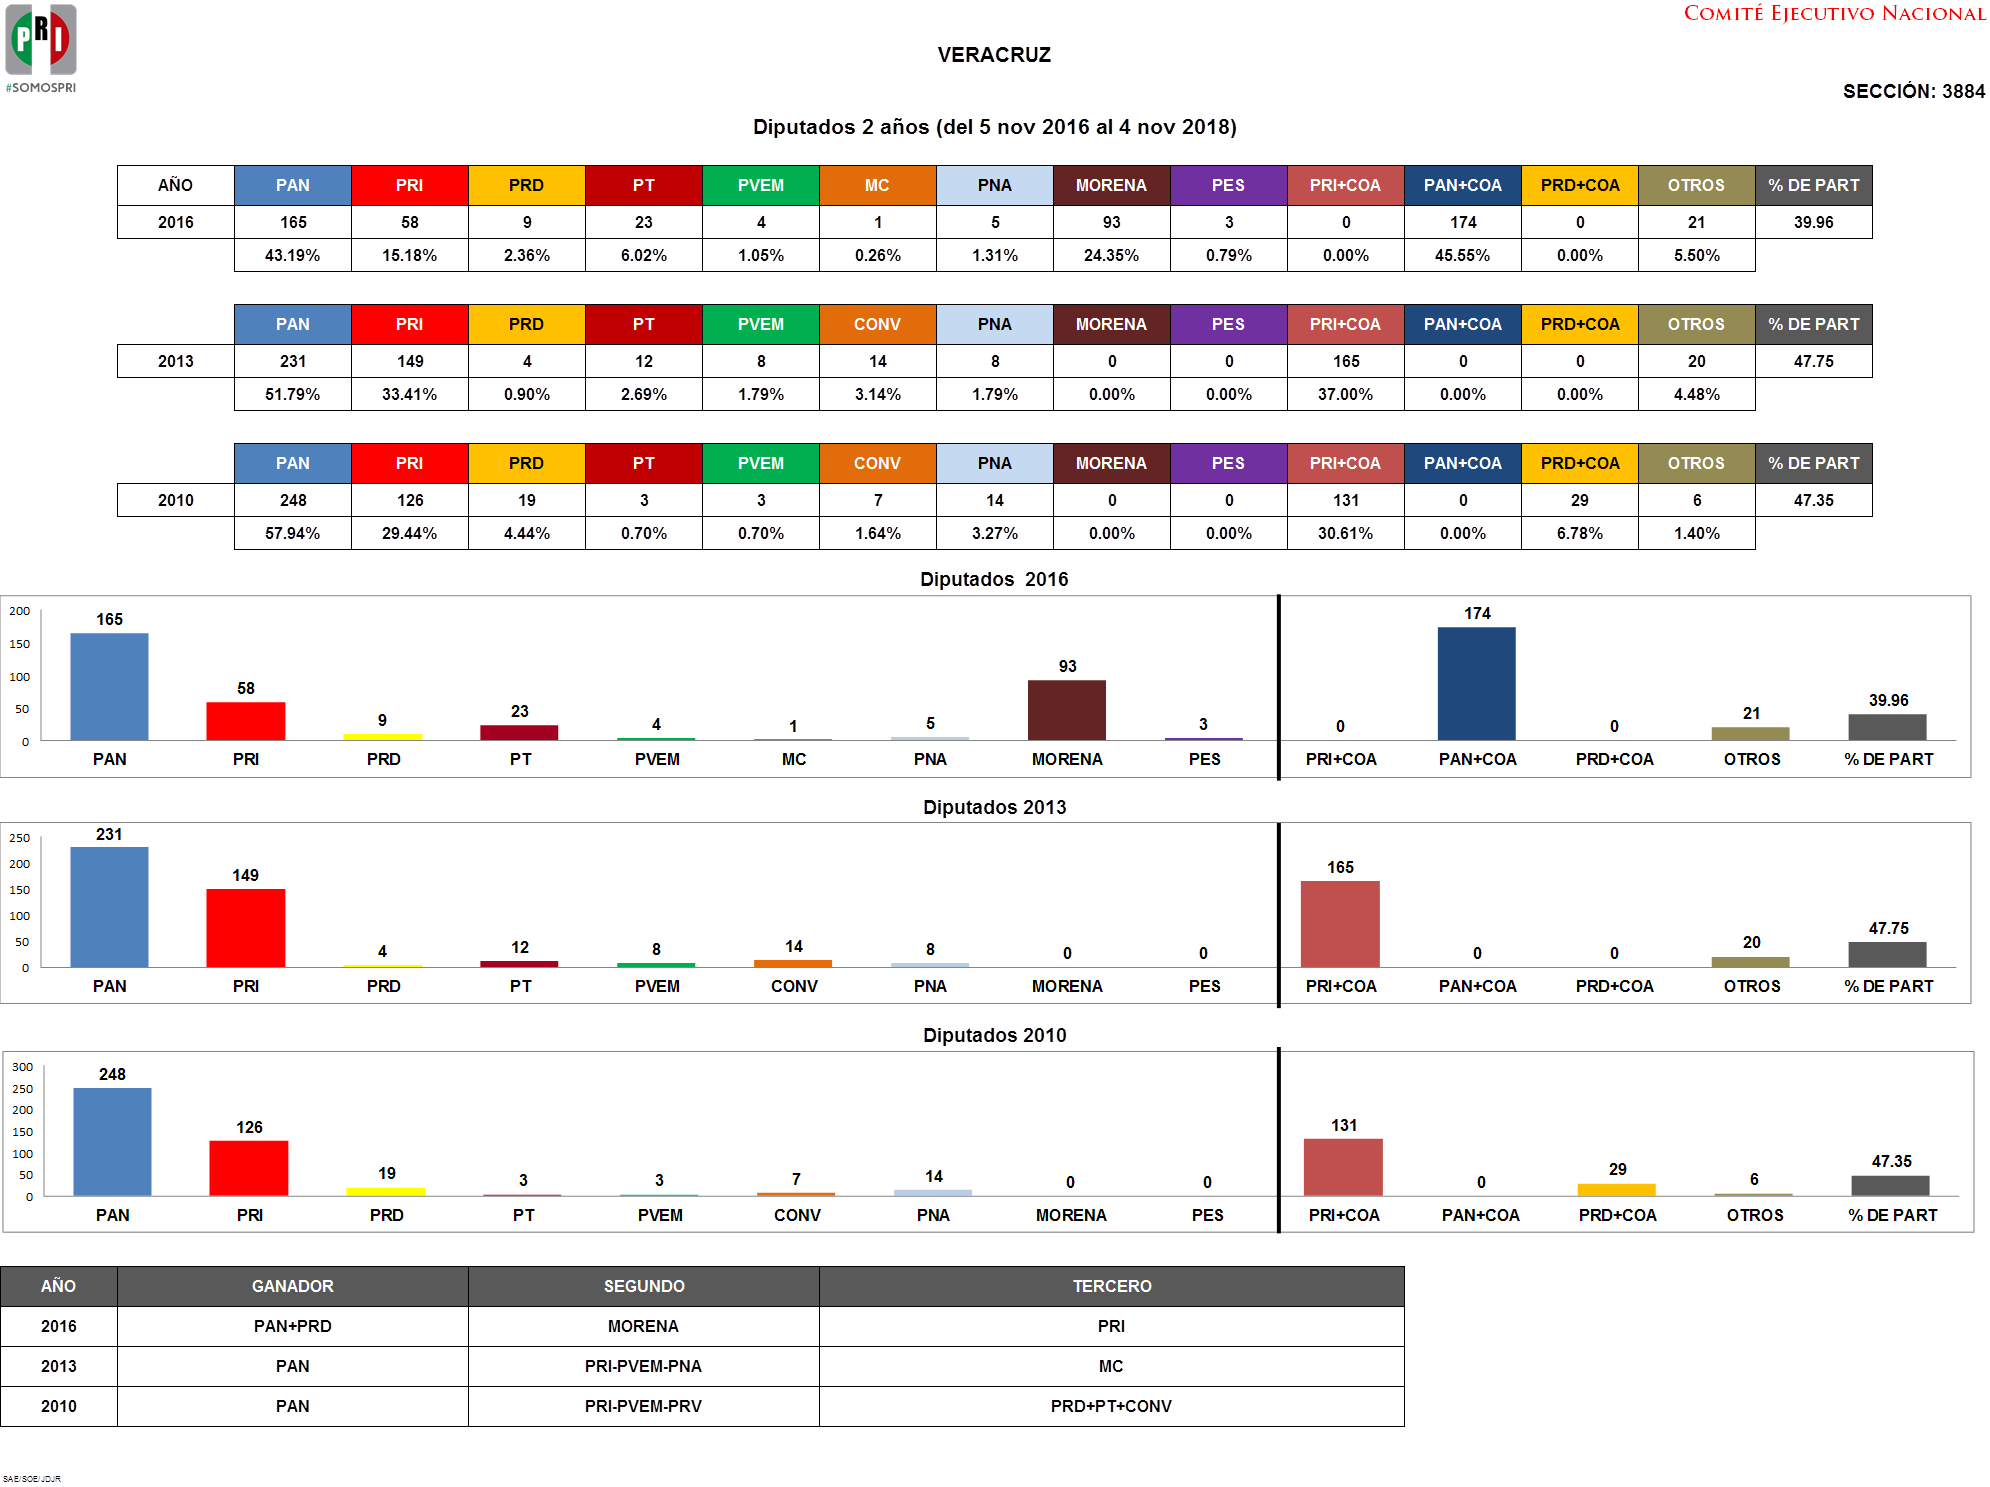 PRI
#SOMOSPRI
COMITÉ EJECUTIVO NACIONAL
VERACRUZ
SECCIÓN: 3884
Diputados 2 años (del 5 nov 2016 al 4 nov 2018)
AÑO PAN PRI PRD PT PVEM MC PNA MORENA PES PRI+COA PAN+COA PRD+COA OTROS % DE PART
2016 165 58 9 23 4 1 5 93 3 0 174 0 21 39.96
43.19% 15.18% 2.36% 6.02% 1.05% 0.26% 1.31% 24.35% 0.79% 0.00% 45.55% 0.00% 5.50%
PAN PRI PRD PT PVEM CONV PNA MORENA PES PRI+COA PAN+COA PRD+COA OTROS % DE PART
2013 231 149 4 12 8 14 8 0 0 165 0 0 20 47.75
51.79% 33.41% 0.90% 2.69% 1.79% 3.14% 1.79% 0.00% 0.00% 37.00% 0.00% 0.00% 4.48%
PAN PRI PRD PT PVEM CONV PNA MORENA PES PRI+COA PAN+COA PRD+COA OTROS % DE PART
2010 248 126 19 3 3 7 14 0 0 131 0 29 6 47.35
57.94% 29.44% 4.44% 0.70% 0.70% 1.64% 3.27% 0.00% 0.00% 30.61% 0.00% 6.78% 1.40%
Diputados 2016
200
150
100
50
0
165 58 9 23 4 1 5 93 3 0 174 0 21 39.96
PAN PRI PRD PT PVEM MC PNA MORENA PES PRI+COA PAN+COA PRD+COA OTROS % DE PART
Diputados 2013
250
200
150
100
50
0
231 149 4 12 8 14 8 0 0 165 0 0 20 47.75
PAN PRI PRD PT PVEM CONV PNA MORENA PES PRI+COA PAN+COA PRD+COA OTROS % DE PART
Diputados 2010
300
250
200
150
100
50
0
248 126 19 3 3 7 14 0 0 131 0 29 6 47.35
PAN PRI PRD PT PVEM CONV PNA MORENA PES PRI+COA PAN+COA PRD+COA OTROS % DE PART
AÑO GANADOR SEGUNDO TERCERO
2016 PAN+PRD MORENA PRI
2013 PAN PRI-PVEM-PNA MC
2010 PAN PRI-PVEM-PRV PRD+PT+CONV
SAE/SOE/JDJR